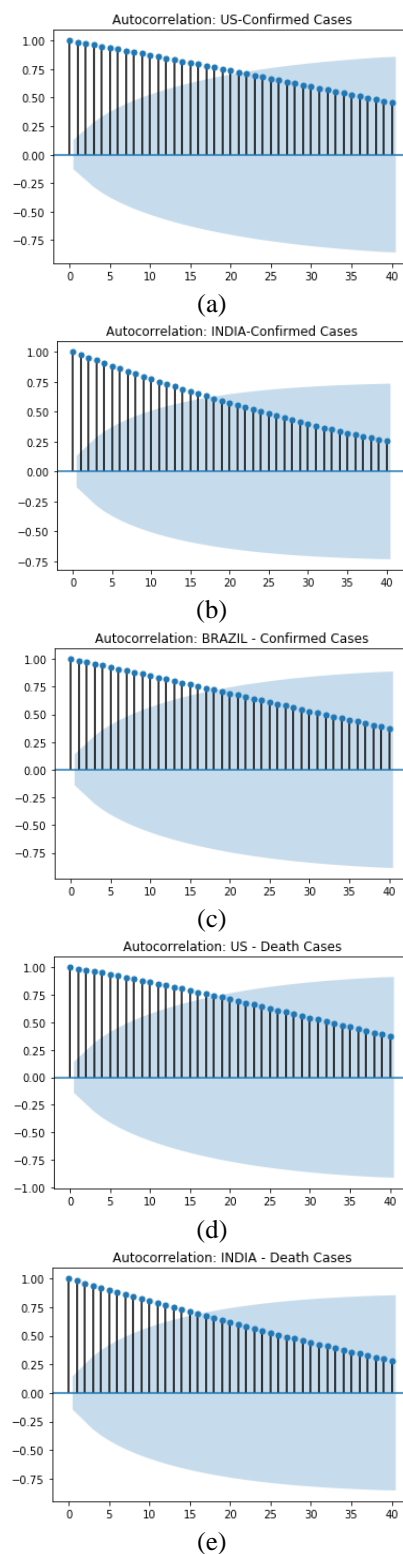 Autocorrelation: US-Confirmed Cases
1.00
0.75
0.50
0.25
0.00
−0.25
−0.50
−0.75
0 5 10 15 20 25 30 35 40
(a)
Autocorrelation: INDIA-Confirmed Cases
1.00
0.75
0.50
0.25
0.00
−0.25
−0.50
−0.75
0 5 10 15 20 25 30 35 40
(b)
Autocorrelation: BRAZIL - Confirmed Cases
1.00
0.75
0.50
0.25
0.00
−0.25
−0.50
−0.75
0 5 10 15 20 25 30 35 40
(c)
Autocorrelation: US - Death Cases
1.00
0.75
0.50
0.25
0.00
−0.25
−0.50
−0.75
−1.00
0 5 10 15 20 25 30 35 40
(d)
Autocorrelation: INDIA - Death Cases
1.00
0.75
0.50
0.25
0.00
−0.25
−0.50
−0.75
0 5 10 15 20 25 30 35 40
(e)